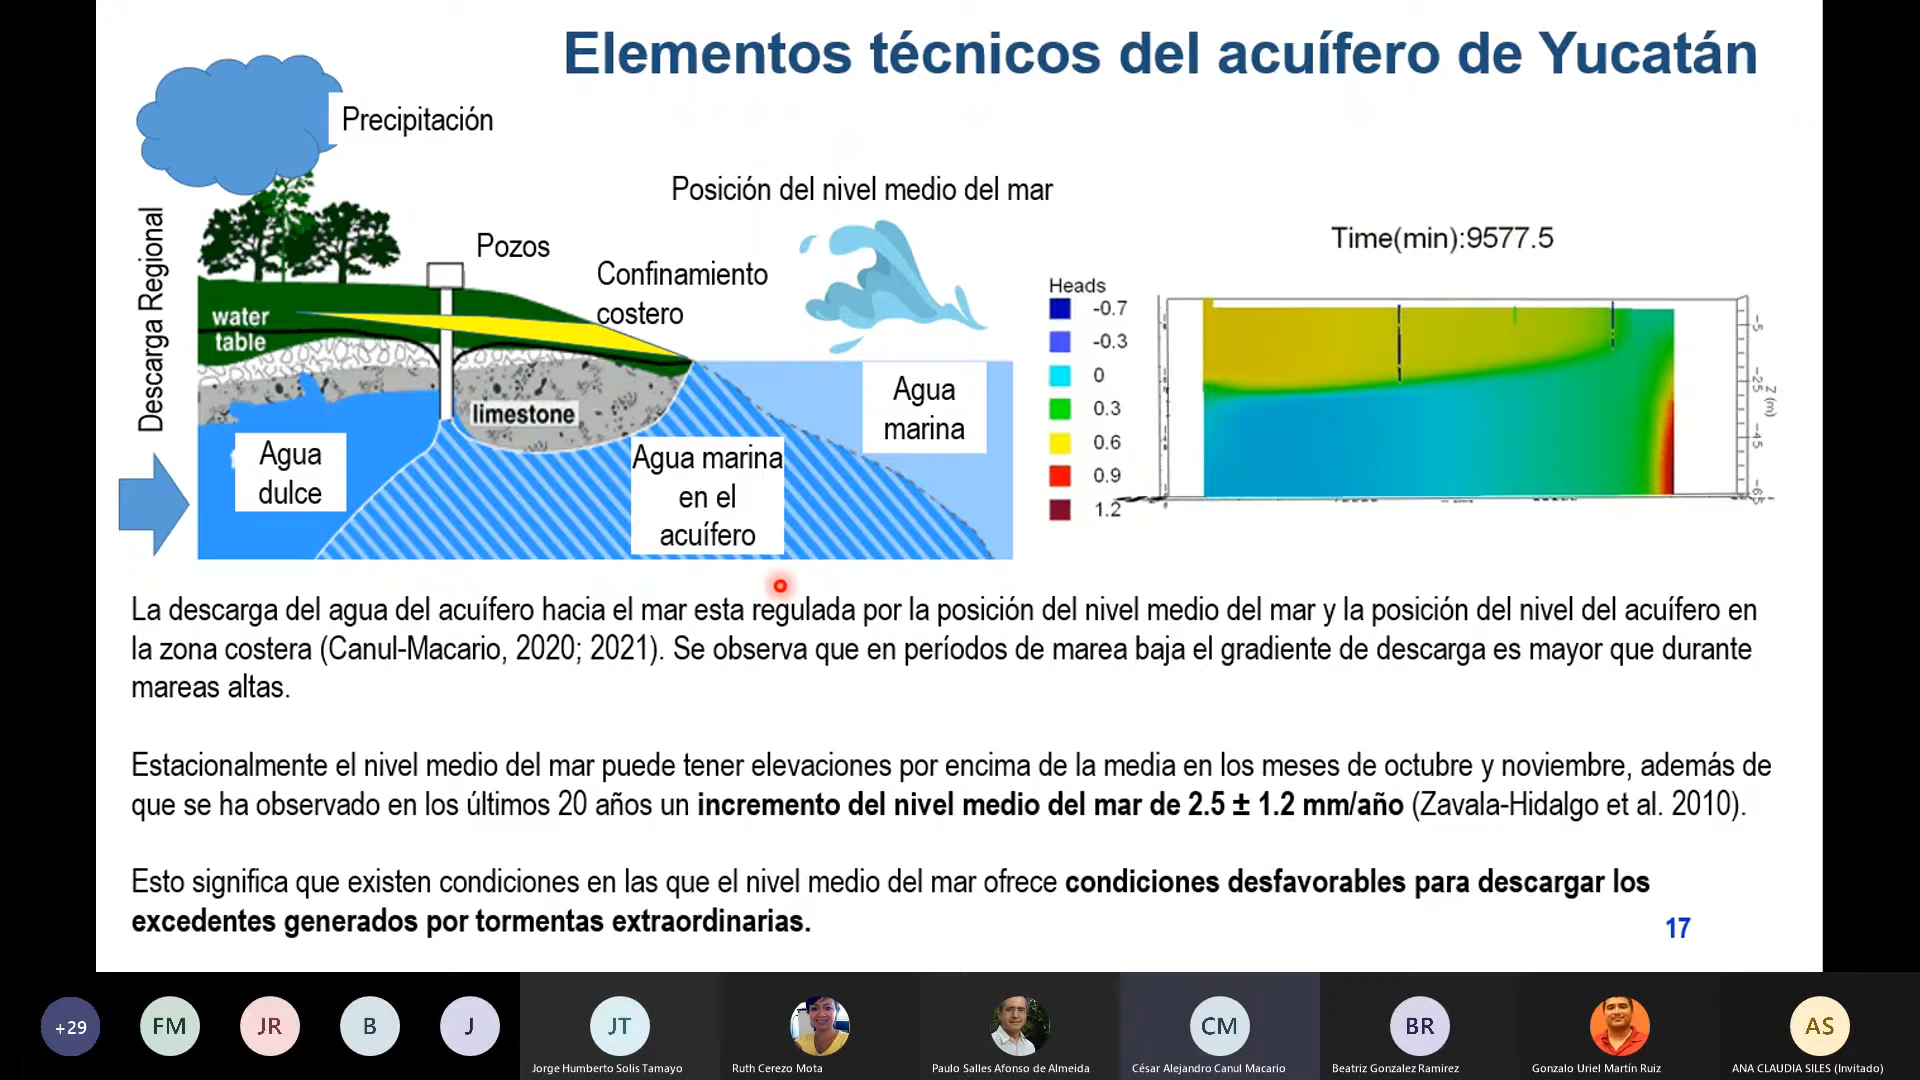 Elementos técnicos del acuífero de Yucatán
Precipitación
Posición del nivel medio del mar
Descarga Regional
Pozos
Confinamiento
costero
water
table
limestone
Agua
dulce
Agua marina
en el
acuífero
Agua
marina
Time(min):9577.5
Heads
-0.7
-0.3
0
0.3
0.6
0.9
1.2
-5
-25
-45
-65
Z (m)
La descarga del agua del acuífero hacia el mar esta regulada por la posición del nivel medio del mar y la posición del nivel del acuífero en
la zona costera (Canul-Macario, 2020; 2021). Se observa que en períodos de marea baja el gradiente de descarga es mayor que durante
mareas altas.
Estacionalmente el nivel medio del mar puede tener elevaciones por encima de la media en los meses de octubre y noviembre, además de
que se ha observado en los últimos 20 años un incremento del nivel medio del mar de 2.5 ± 1.2 mm/año (Zavala-Hidalgo et al. 2010).
Esto significa que existen condiciones en las que el nivel medio del mar ofrece condiciones desfavorables para descargar los
excedentes generados por tormentas extraordinarias.
17
+29
FM
JR
B
J
JT
CM
BR
AS
Jorge Humberto Solis Tamayo
Ruth Cerezo Mota
Paulo Salles Afonso de Almeida
César Alejandro Canul Macario
Beatriz Gonzalez Ramirez
Gonzalo Uriel Martín Ruiz
ANA CLAUDIA SILES (Invitado)